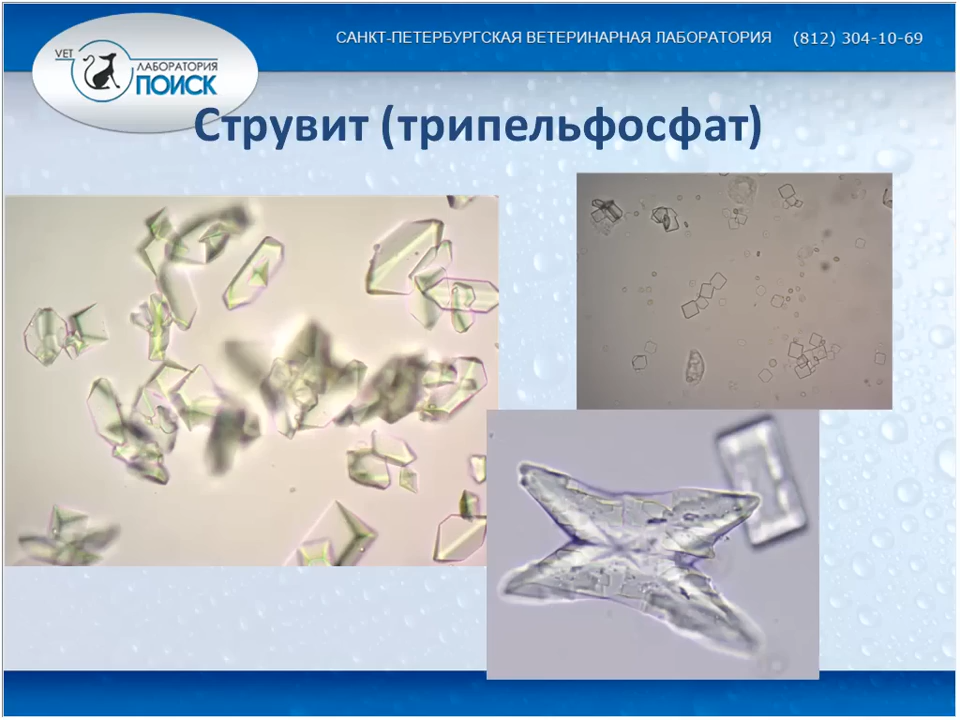 САНКТ-ПЕТЕРБУРГСКАЯ ВЕТЕРИНАРНАЯ ЛАБОРАТОРИЯ (812) 304-10-69
VET ЛАБОРАТОРИЯ
ПОИСК
Струвит (трипельфосфат)